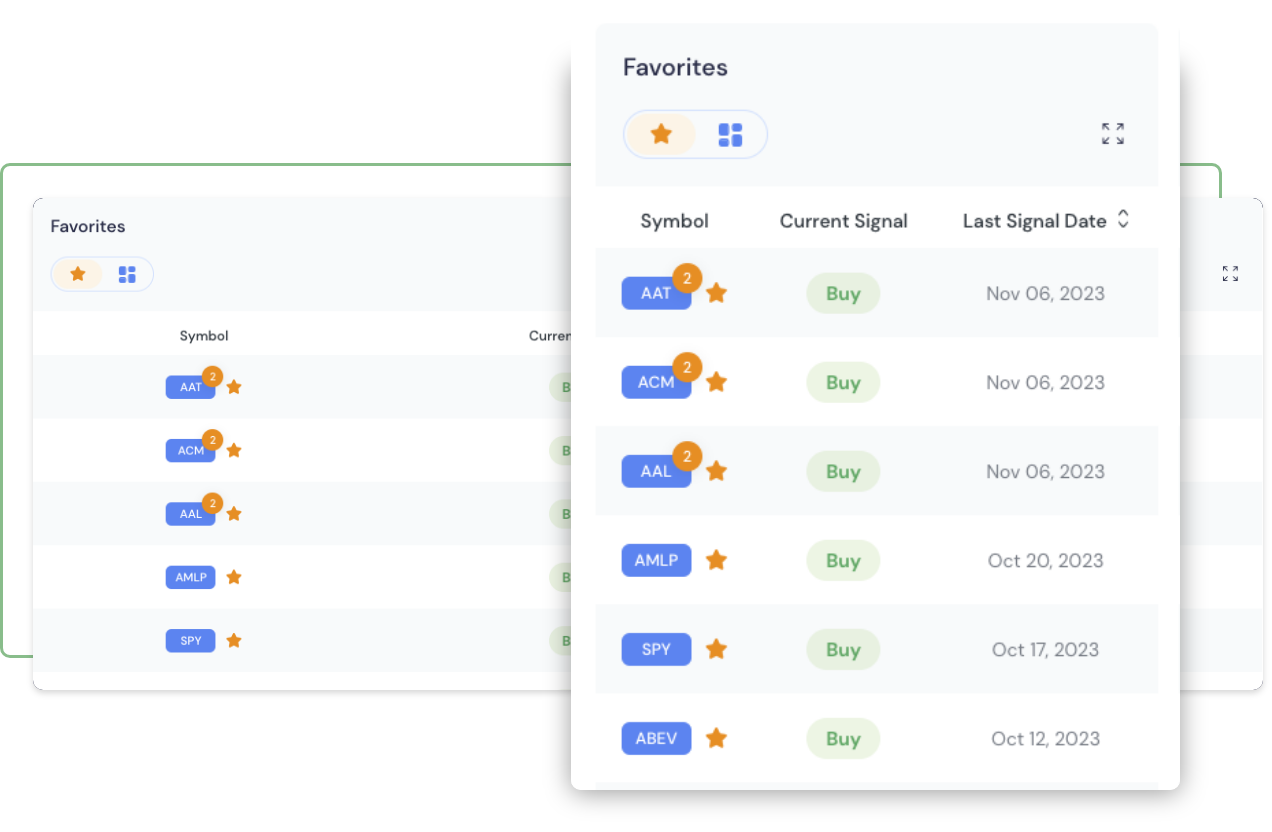 Favorites
Symbol Curren
2
AAT B
2
ACM B
2
AAL B
AMLP B
SPY B
Favorites
Symbol Current Signal Last Signal Date
2
AAT Buy Nov 06, 2023
2
ACM Buy Nov 06, 2023
2
AAL Buy Nov 06, 2023
AMLP Buy Oct 20, 2023
SPY Buy Oct 17, 2023
ABEV Buy Oct 12, 2023